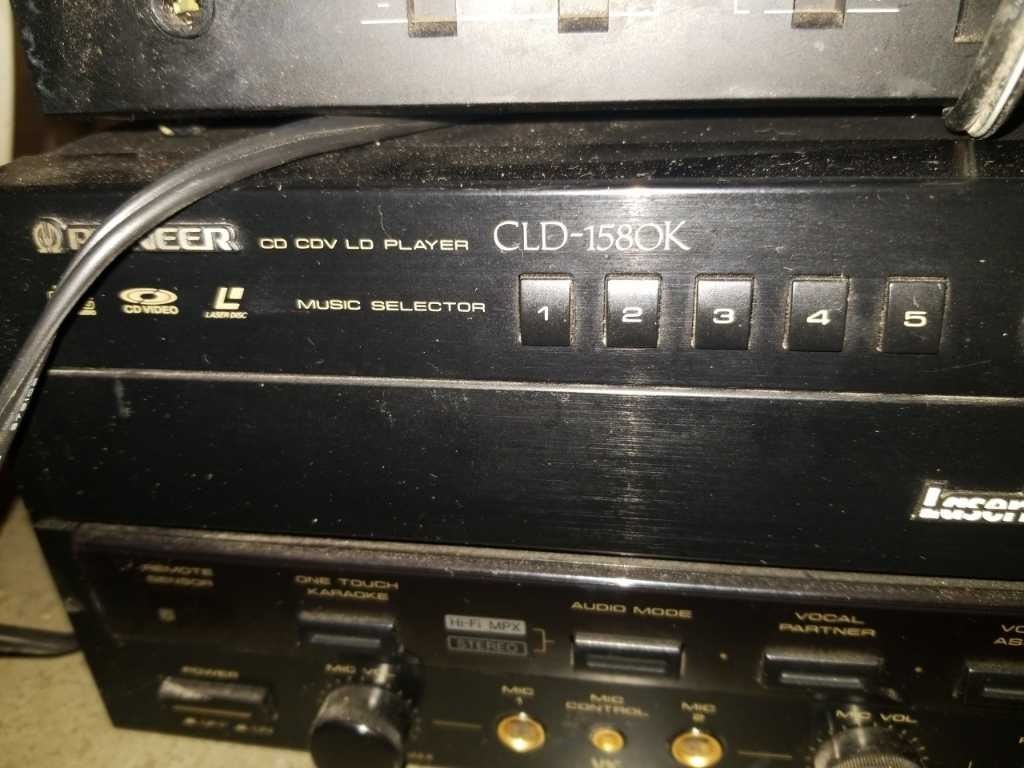 PIONEER CD CDV LD PLAYER CLD-1580K
CD VIDEO
LASER DISC
MUSIC SELECTOR 1 2 3 4 5
REMOTE
SENSOR
ONE TOUCH
KARAOKE
Hi-Fi MPX
STEREO
AUDIO MODE
VOCAL
PARTNER
POWER
MIC VOL
MIC
1
MIC
CONTROL
MIC
2
MIC VOL